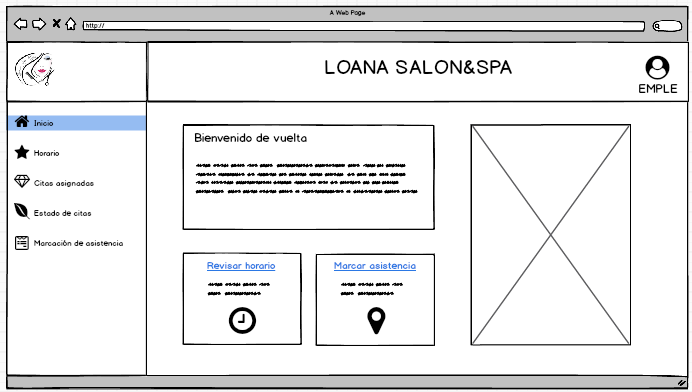 A Web Page
http://
LOANA SALON&SPA
EMPLE
Inicio
Horario
Citas asignadas
Estado de citas
Marcación de asistencia
Bienvenido de vuelta
Revisar horario
Marcar asistencia